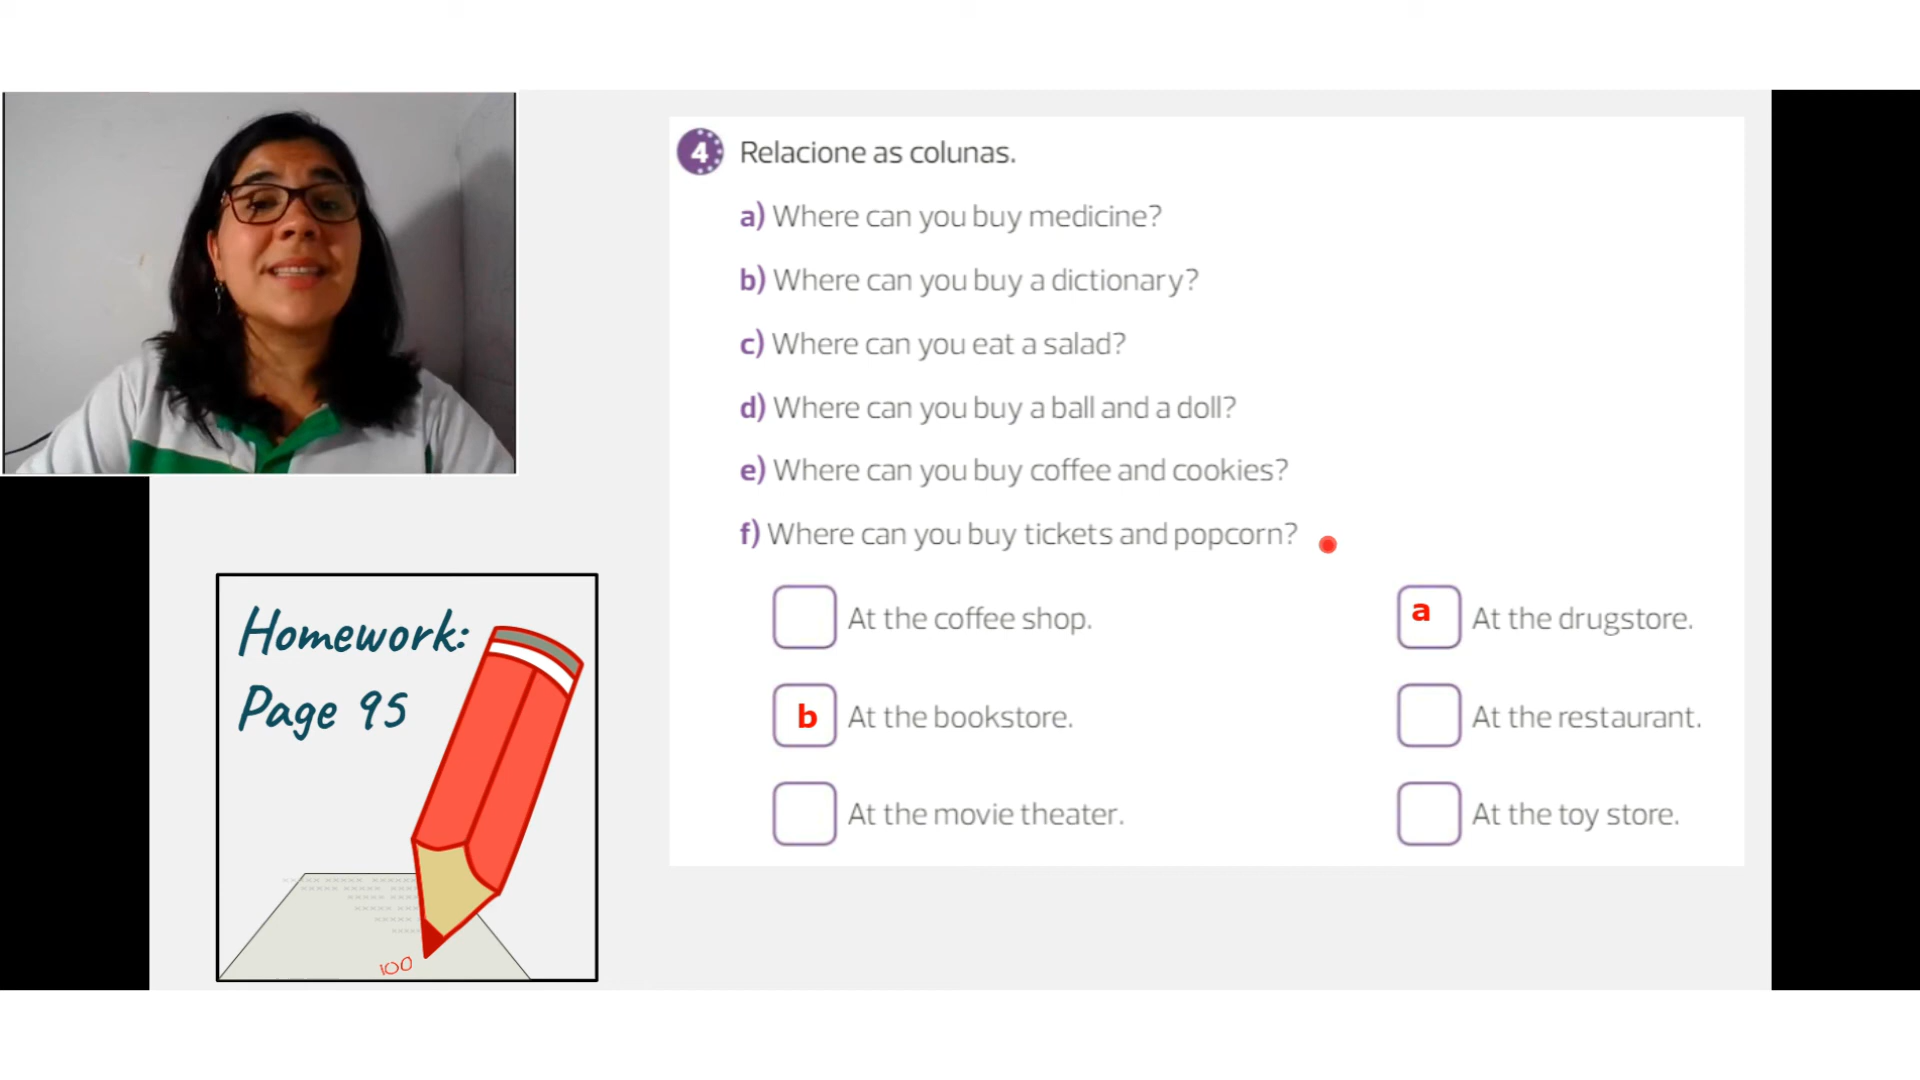 4 Relacione as colunas.
a) Where can you buy medicine?
b) Where can you buy a dictionary?
c) Where can you eat a salad?
d) Where can you buy a ball and a doll?
e) Where can you buy coffee and cookies?
f) Where can you buy tickets and popcorn?
At the coffee shop.
a At the drugstore.
b At the bookstore.
At the restaurant.
At the movie theater.
At the toy store.
Homework:
Page 95
100